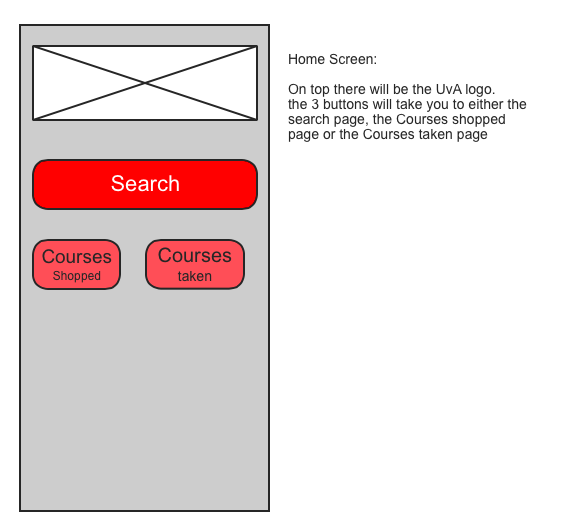 Search
Courses
Shopped
Courses
taken
Home Screen:
On top there will be the UvA logo.
the 3 buttons will take you to either the
search page, the Courses shopped
page or the Courses taken page